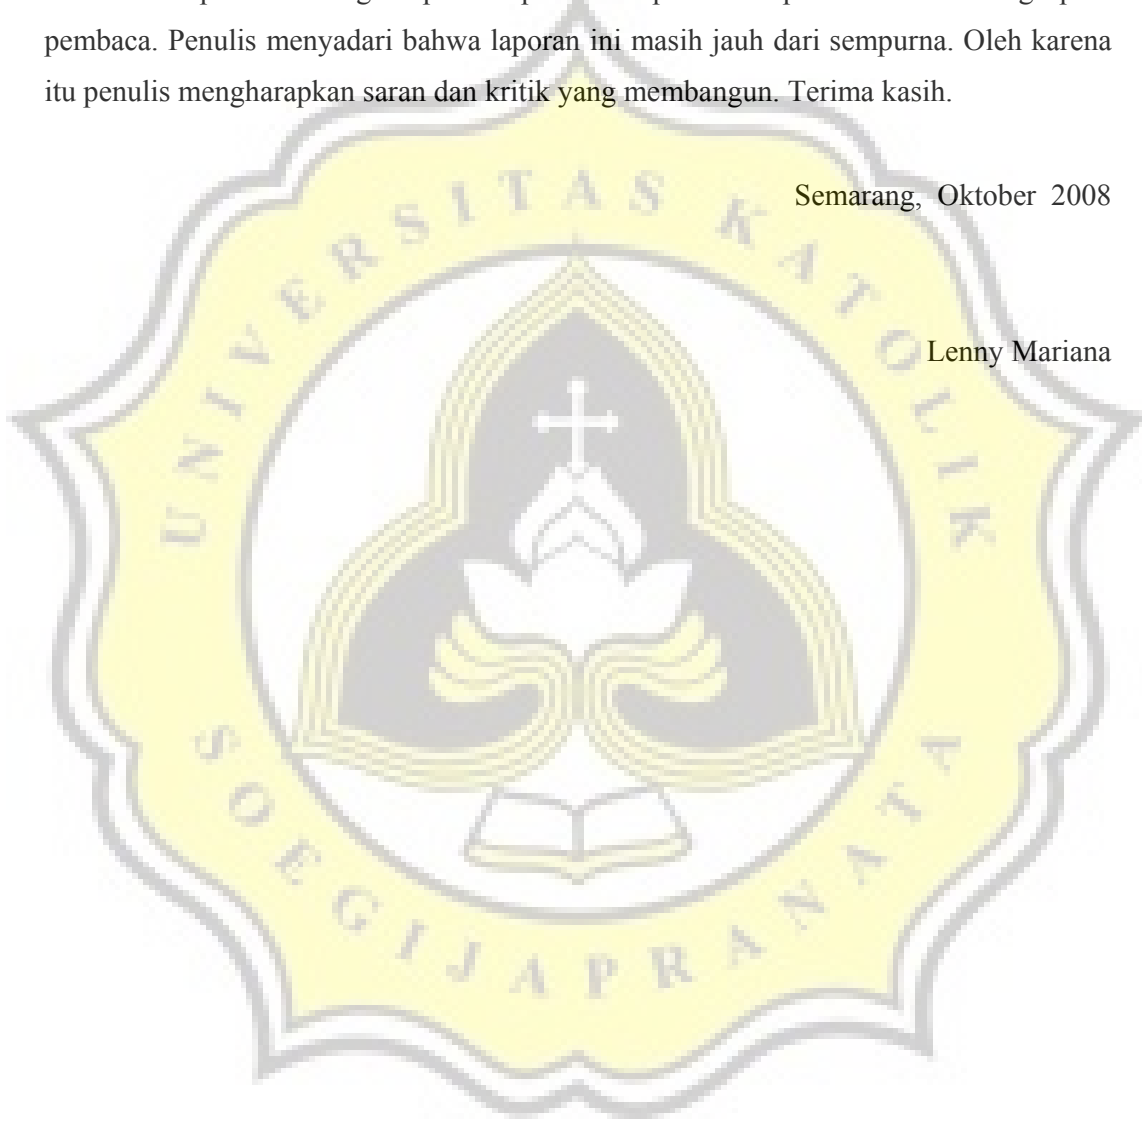 pembaca. Penulis menyadari bahwa laporan ini masih jauh dari sempurna. Oleh karena
itu penulis mengharapkan saran dan kritik yang membangun. Terima kasih.
Semarang, Oktober 2008
Lenny Mariana
UNIVERSITAS KATOLIK
SOEGIJAPRANATA